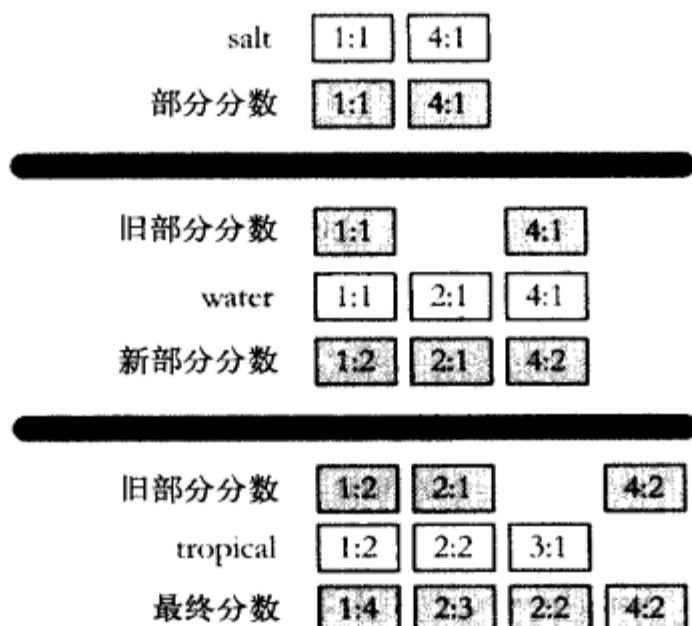 salt 1:1 4:1
部分分数 1:1 4:1
旧部分分数 1:1 4:1
water 1:1 2:1 4:1
新部分分数 1:2 2:1 4:2
旧部分分数 1:2 2:1 4:2
tropical 1:2 2:2 3:1
最终分数 1:4 2:3 2:2 4:2